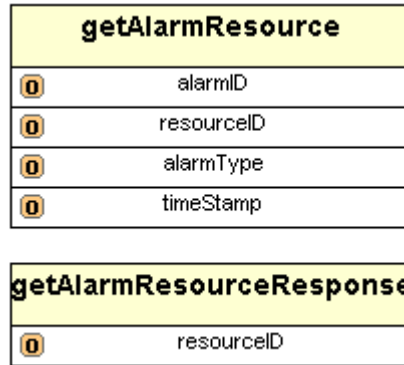 getAlarmResource
O alarmID
O resourceID
O alarmType
O timeStamp
getAlarmResourceResponse
O resourceID